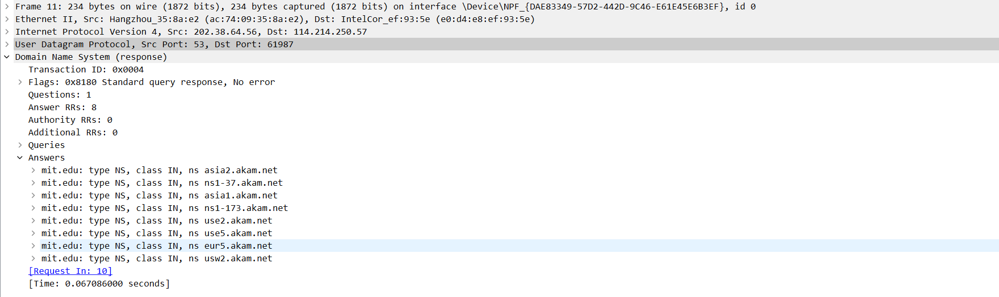 Frame 11: 234 bytes on wire (1872 bits), 234 bytes captured (1872 bits) on interface \Device\NPF_{DAE83349-57D2-442D-9C46-E61E45E6B3EF}, id 0
Ethernet II, Src: Hangzhou_35:8a:e2 (ac:74:09:35:8a:e2), Dst: IntelCor_ef:93:5e (e0:d4:e8:ef:93:5e)
Internet Protocol Version 4, Src: 202.38.64.56, Dst: 114.214.250.57
User Datagram Protocol, Src Port: 53, Dst Port: 61987
Domain Name System (response)
Transaction ID: 0x0004
Flags: 0x8180 Standard query response, No error
Questions: 1
Answer RRs: 8
Authority RRs: 0
Additional RRs: 0
Queries
Answers
mit.edu: type NS, class IN, ns asia2.akam.net
mit.edu: type NS, class IN, ns ns1-37.akam.net
mit.edu: type NS, class IN, ns asia1.akam.net
mit.edu: type NS, class IN, ns ns1-173.akam.net
mit.edu: type NS, class IN, ns use2.akam.net
mit.edu: type NS, class IN, ns use5.akam.net
mit.edu: type NS, class IN, ns eur5.akam.net
mit.edu: type NS, class IN, ns usw2.akam.net
[Request In: 10]
[Time: 0.067086000 seconds]